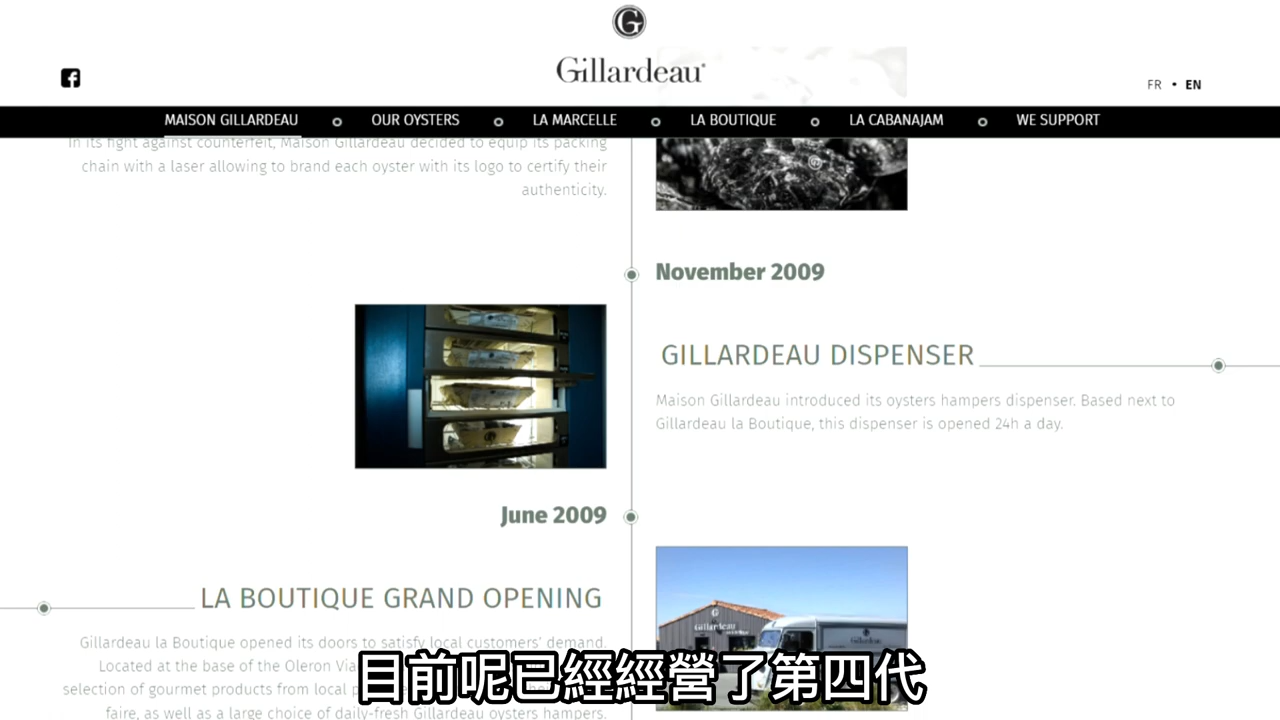 G
Gillardeau
FR • EN
MAISON GILLARDEAU
OUR OYSTERS
LA MARCELLE
LA BOUTIQUE
LA CABANAJAM
WE SUPPORT
In its fight against counterfeit, Maison Gillardeau decided to equip its packing
chain with a laser allowing to brand each oyster with its logo to certify their
authenticity.
November 2009
GILLARDEAU DISPENSER
Maison Gillardeau introduced its oysters hampers dispenser. Based next to
Gillardeau la Boutique, this dispenser is opened 24h a day.
June 2009
LA BOUTIQUE GRAND OPENING
Gillardeau la Boutique opened its doors to satisfy local customers' demand.
Located at the base of the Oleron Via
selection of gourmet products from local p
faire, as well as a large choice of daily-fresh Gillardeau oysters hampers.
G
Gillardeau
Gillardeau
目前呢已經經營了第四代